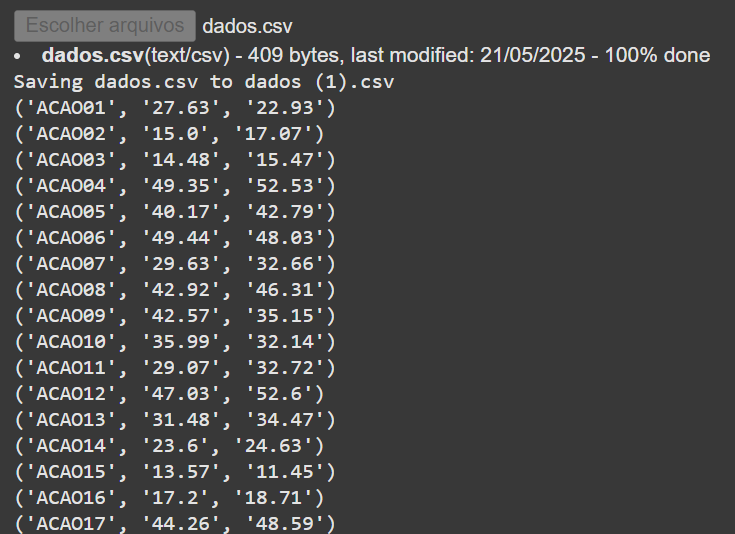 Escolher arquivos dados.csv
• dados.csv(text/csv) - 409 bytes, last modified: 21/05/2025 - 100% done
Saving dados.csv to dados (1).csv
('ACAO01', '27.63', '22.93')
('ACAO02', '15.0', '17.07')
('ACAO03', '14.48', '15.47')
('ACAO04', '49.35', '52.53')
('ACAO05', '40.17', '42.79')
('ACAO06', '49.44', '48.03')
('ACAO07', '29.63', '32.66')
('ACAO08', '42.92', '46.31')
('ACAO09', '42.57', '35.15')
('ACAO10', '35.99', '32.14')
('ACAO11', '29.07', '32.72')
('ACAO12', '47.03', '52.6')
('ACAO13', '31.48', '34.47')
('ACAO14', '23.6', '24.63')
('ACAO15', '13.57', '11.45')
('ACAO16', '17.2', '18.71')
('ACAO17', '44.26', '48.59')